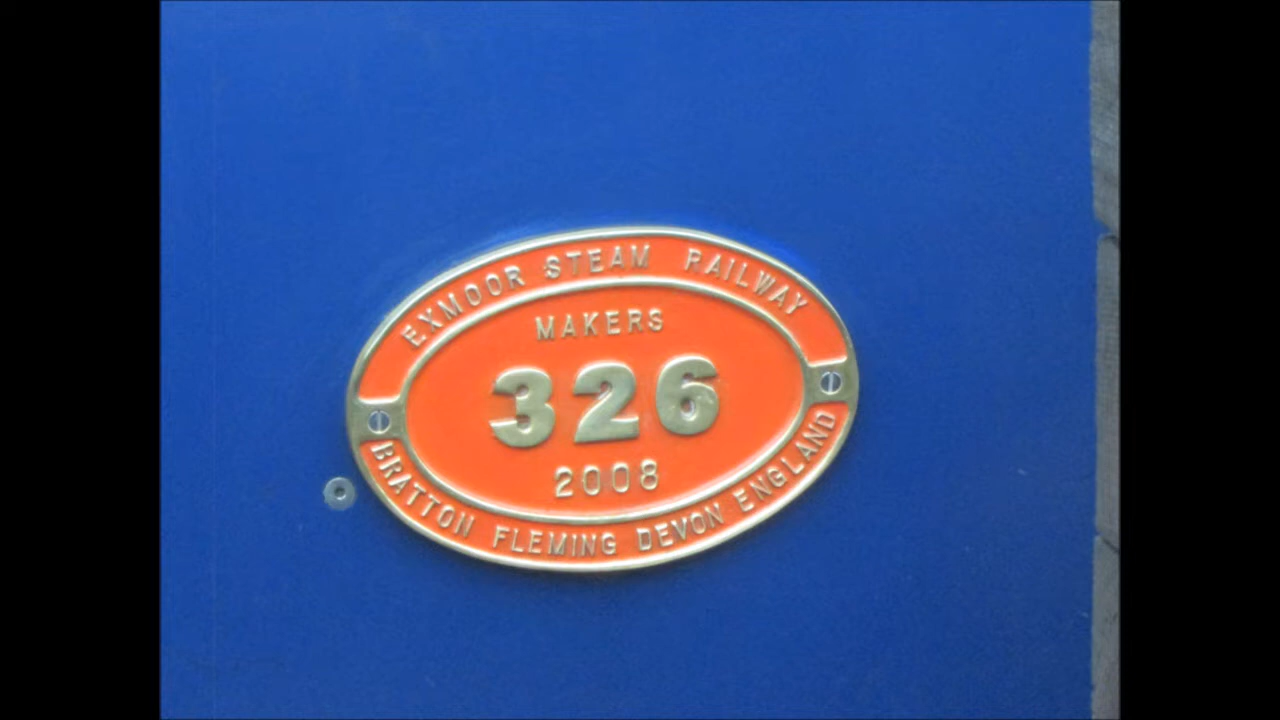 EXMOOR STEAM RAILWAY
MAKERS
326
2008
BRATTON FLEMING DEVON ENGLAND